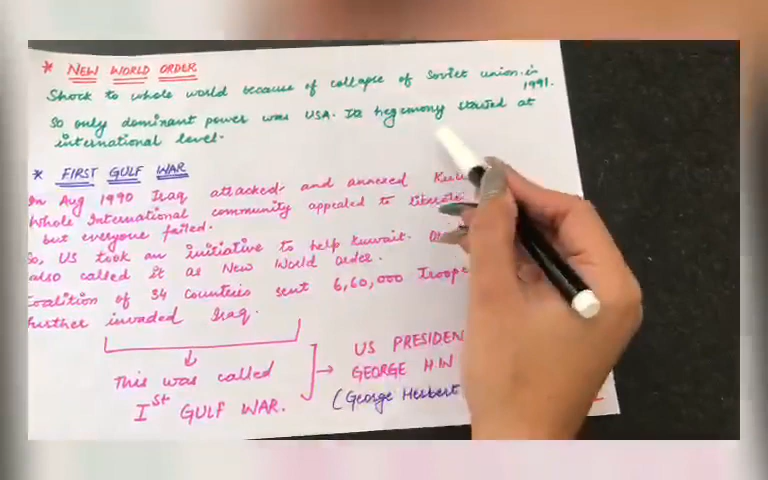 * NEW WORLD ORDER
Shock to whole world because of collapse of Soviet union in
1991.
So only dominant power was USA. Its hegemony started at
international level.
* FIRST GULF WAR
In Aug 1990 Iraq attacked and annexed
Whole International community appealed to liberate
but everyone failed.
So, US took an initiative to help Kuwait.
also called it as New World order.
Coalition of 34 Countries sent 6,60,000 Troops
further invaded Iraq.
This was called
Ist GULF WAR.
US PRESIDEN
GEORGE H.W
(George Herbert